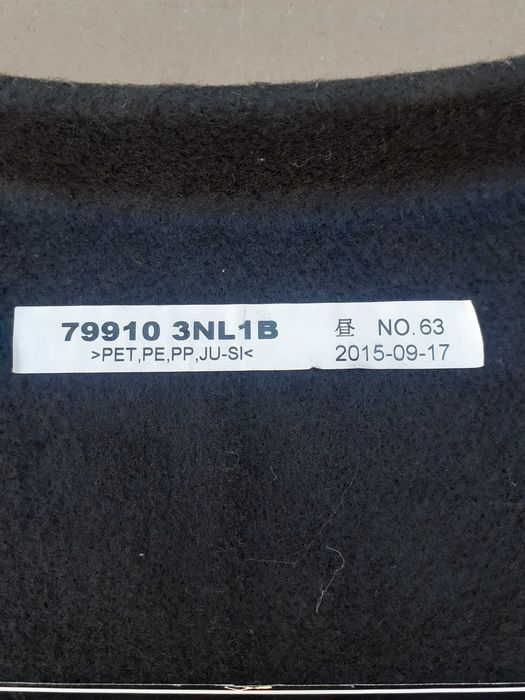 79910 3NL1B 昼 NO.63
>PET,PE,PP,JU-SI< 2015-09-17